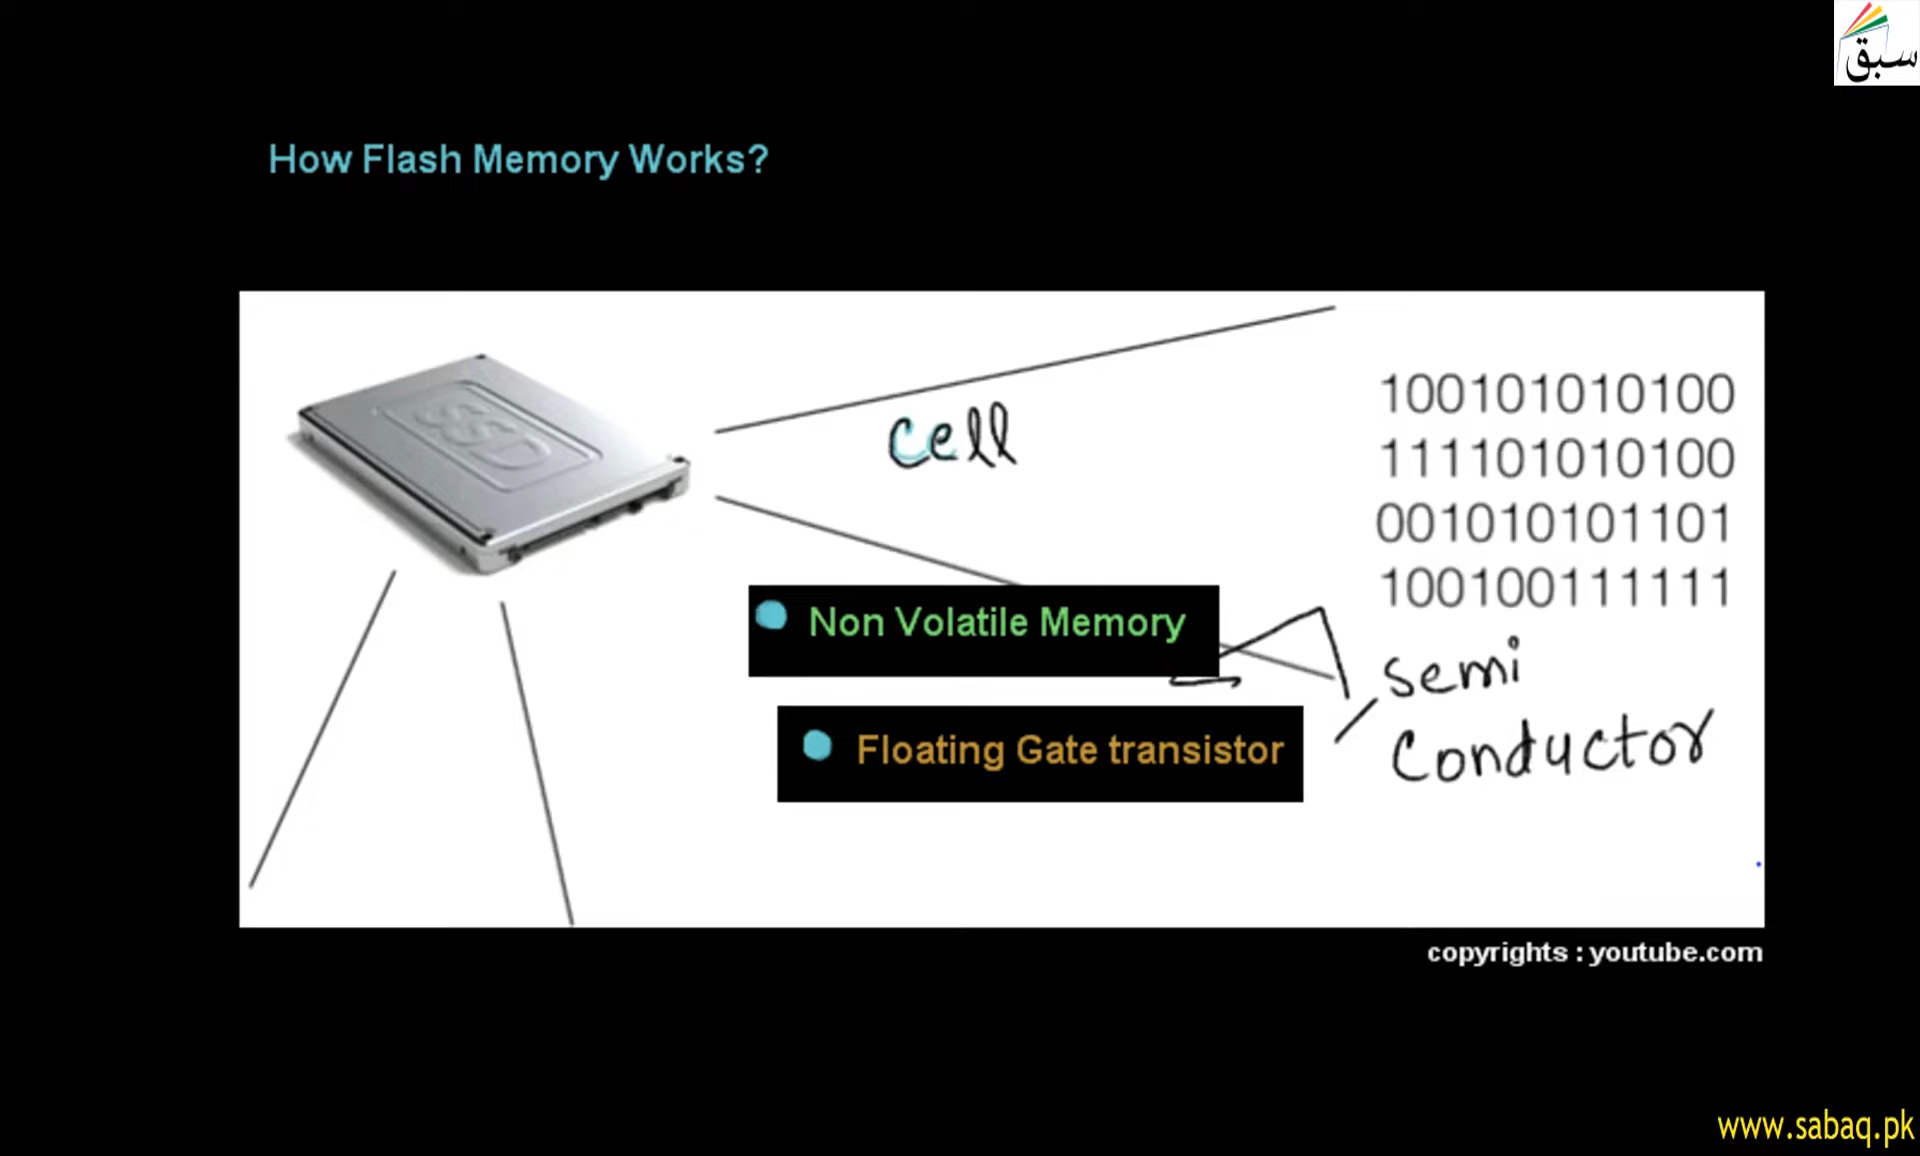 سبق
How Flash Memory Works?
SSD
cell
100101010100
111101010100
001010101101
100100111111
Non Volatile Memory
semi
Conductor
Floating Gate transistor
copyrights : youtube.com
www.sabaq.pk